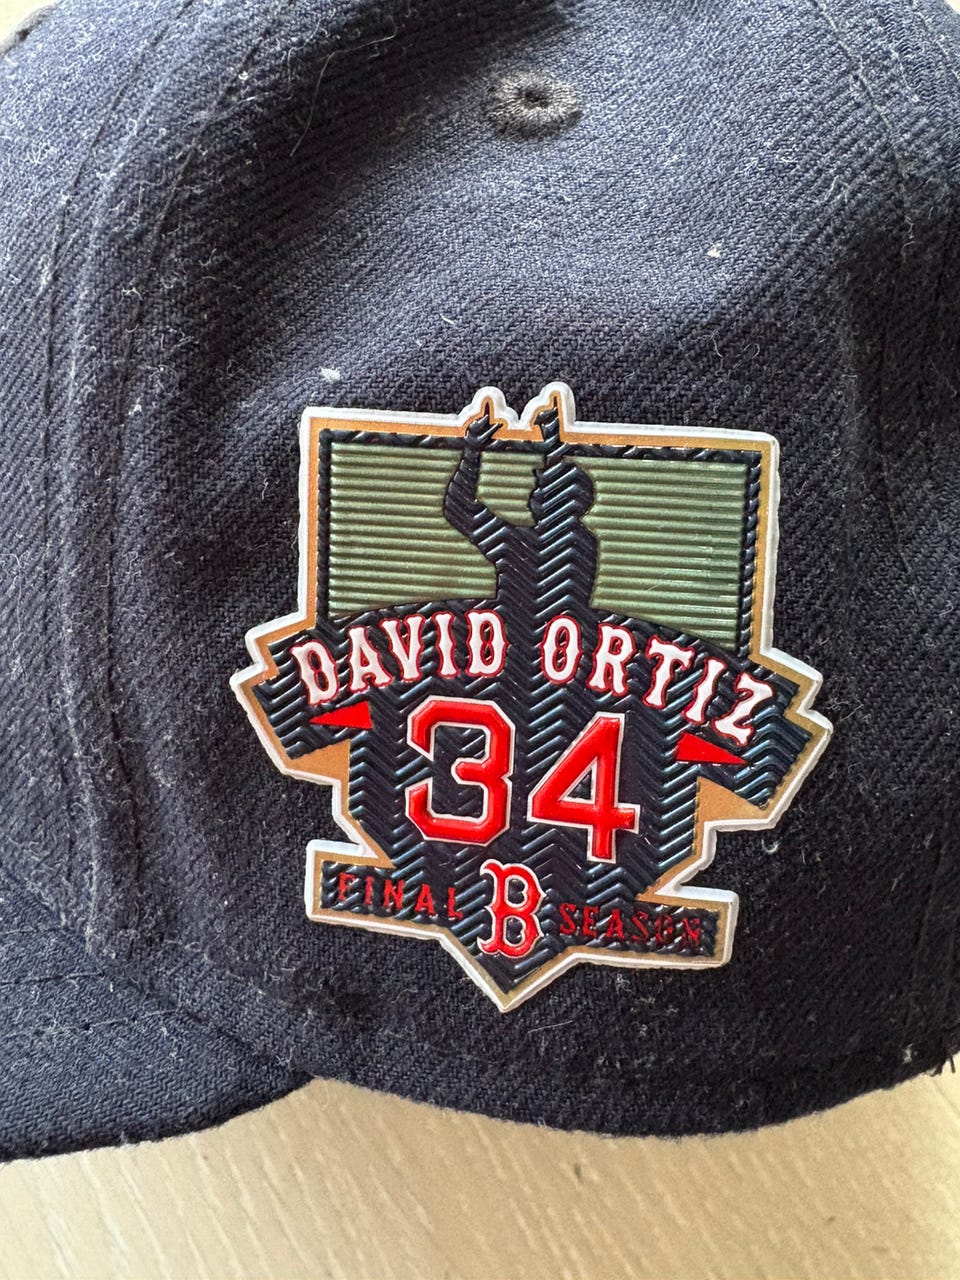 DAVID ORTIZ
34
FINAL B SEASON